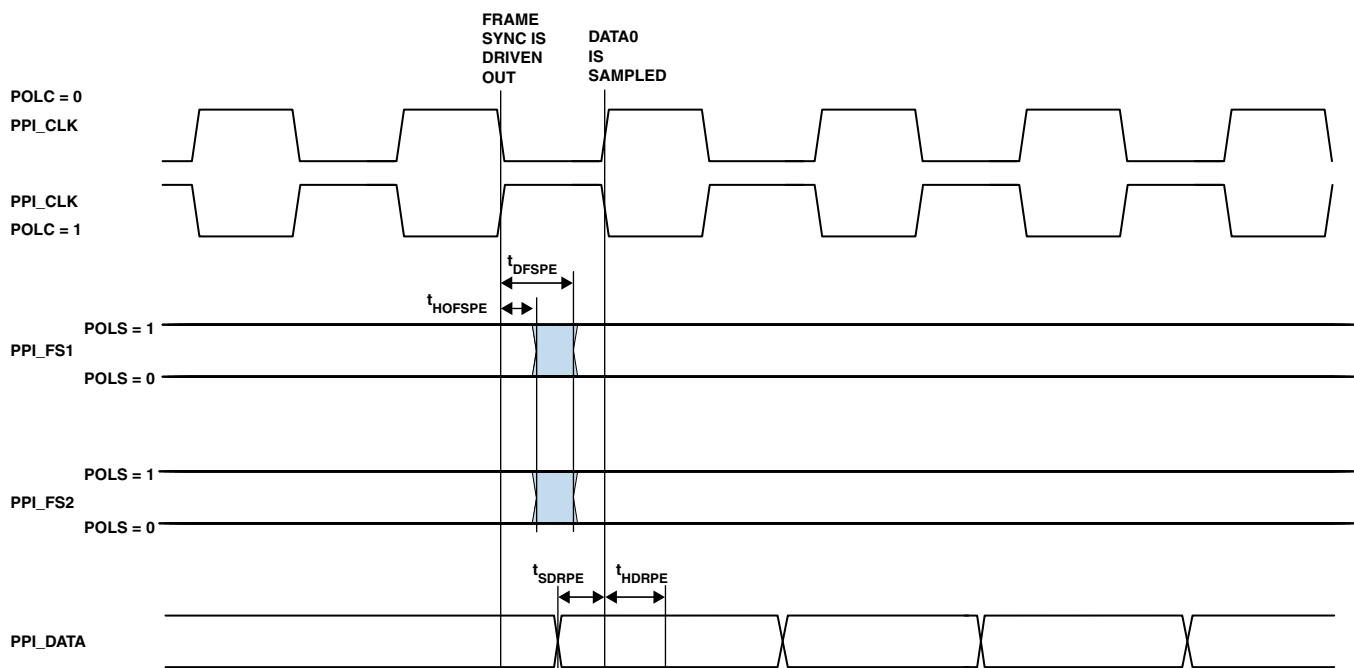 FRAME
SYNC IS
DRIVEN
OUT
DATA0
IS
SAMPLED
POLC = 0
PPI_CLK
PPI_CLK
POLC = 1
tDFSPE
tHOFSPE
POLS = 1
PPI_FS1
POLS = 0
POLS = 1
PPI_FS2
POLS = 0
tSDRPE
tHDRPE
PPI_DATA